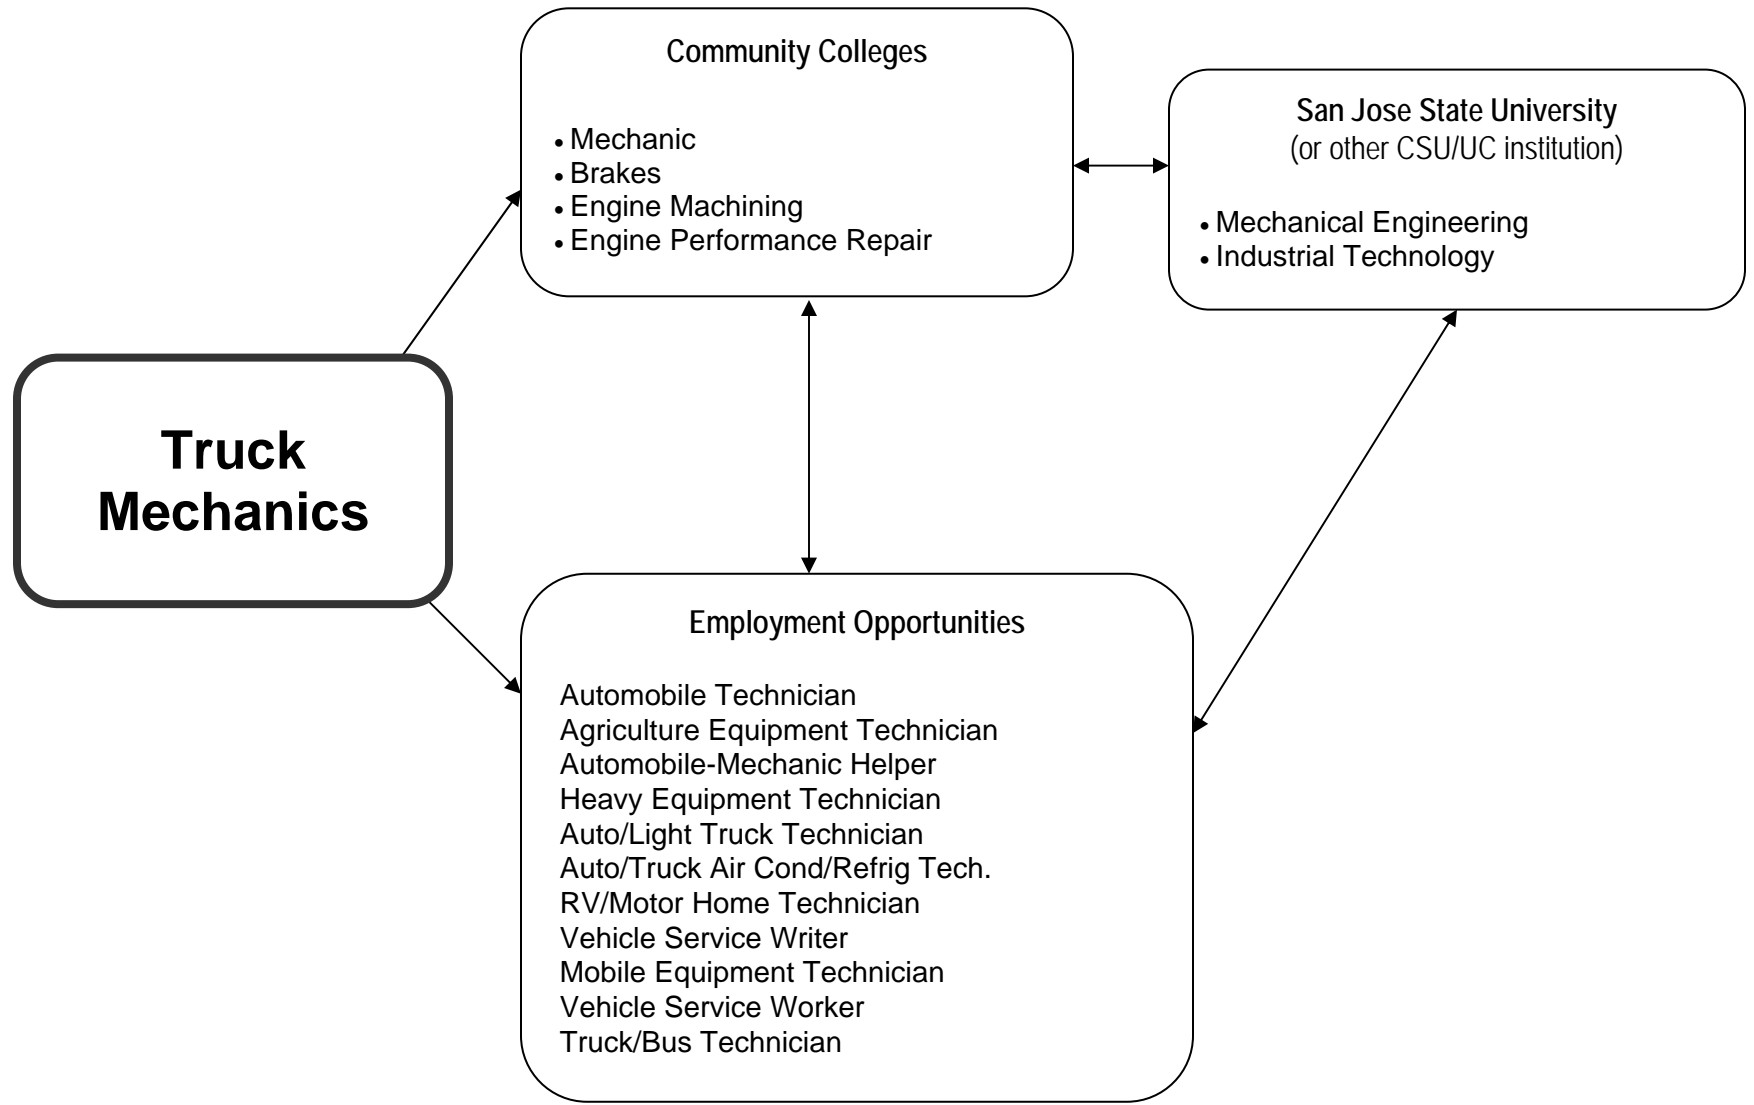 Community Colleges
• Mechanic
• Brakes
• Engine Machining
• Engine Performance Repair
San Jose State University
(or other CSU/UC institution)
• Mechanical Engineering
• Industrial Technology
Truck
Mechanics
Employment Opportunities
Automobile Technician
Agriculture Equipment Technician
Automobile-Mechanic Helper
Heavy Equipment Technician
Auto/Light Truck Technician
Auto/Truck Air Cond/Refrig Tech.
RV/Motor Home Technician
Vehicle Service Writer
Mobile Equipment Technician
Vehicle Service Worker
Truck/Bus Technician